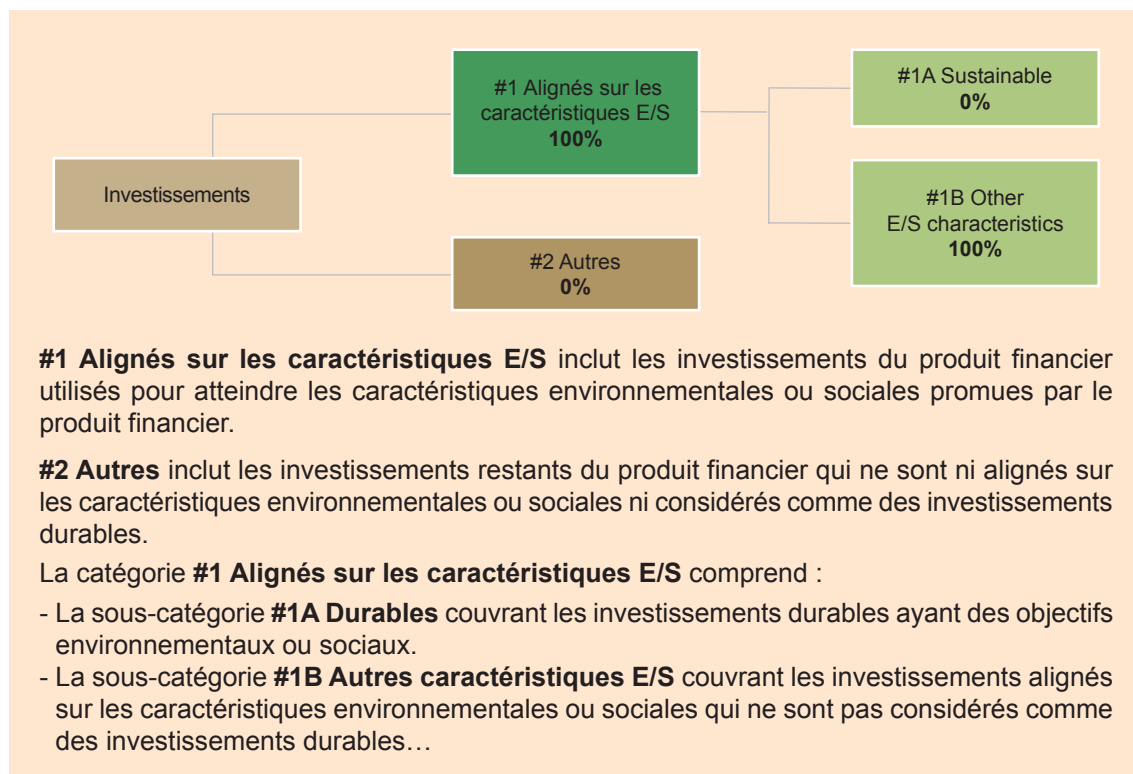 #1 Alignés sur les
caractéristiques E/S
100%
#1A Sustainable
0%
Investissements
#1B Other
E/S characteristics
100%
#2 Autres
0%
#1 Alignés sur les caractéristiques E/S inclut les investissements du produit financier
utilisés pour atteindre les caractéristiques environnementales ou sociales promues par le
produit financier.
#2 Autres inclut les investissements restants du produit financier qui ne sont ni alignés sur
les caractéristiques environnementales ou sociales ni considérés comme des investissements
durables.
La catégorie #1 Alignés sur les caractéristiques E/S comprend :
- La sous-catégorie #1A Durables couvrant les investissements durables ayant des objectifs
environnementaux ou sociaux.
- La sous-catégorie #1B Autres caractéristiques E/S couvrant les investissements alignés
sur les caractéristiques environnementales ou sociales qui ne sont pas considérés comme
des investissements durables…